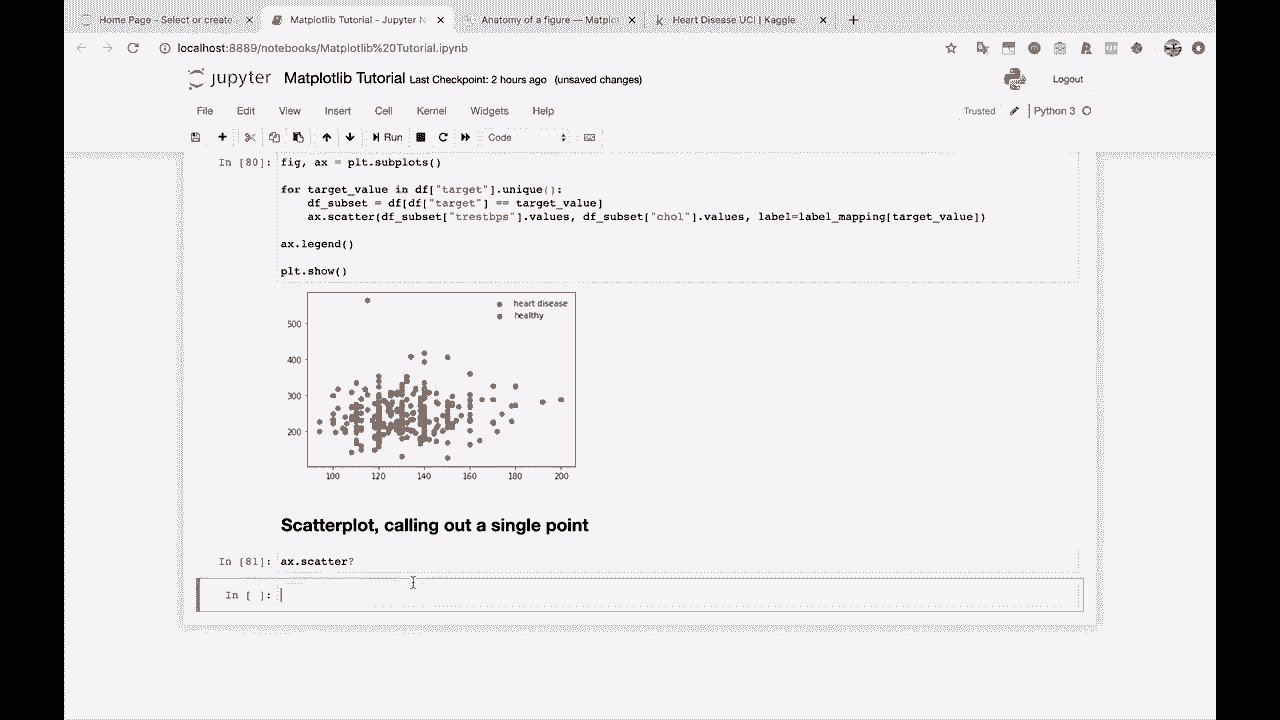 Home Page - Select or create
Matplotlib Tutorial - Jupyter N
Anatomy of a figure — Matplot
Heart Disease UCI | Kaggle
localhost:8889/notebooks/Matplotlib%20Tutorial.ipynb
jupyter Matplotlib Tutorial Last Checkpoint: 2 hours ago (unsaved changes)
Logout
File Edit View Insert Cell Kernel Widgets Help
Trusted Python 3
Run Code
In [80]: fig, ax = plt.subplots()
for target_value in df["target"].unique():
df_subset = df[df["target"] == target_value]
ax.scatter(df_subset["trestbps"].values, df_subset["chol"].values, label=label_mapping[target_value])
ax.legend()
plt.show()
heart disease
healthy
500
400
300
200
100 120 140 160 180 200
Scatterplot, calling out a single point
In [81]: ax.scatter?
In [ ]: